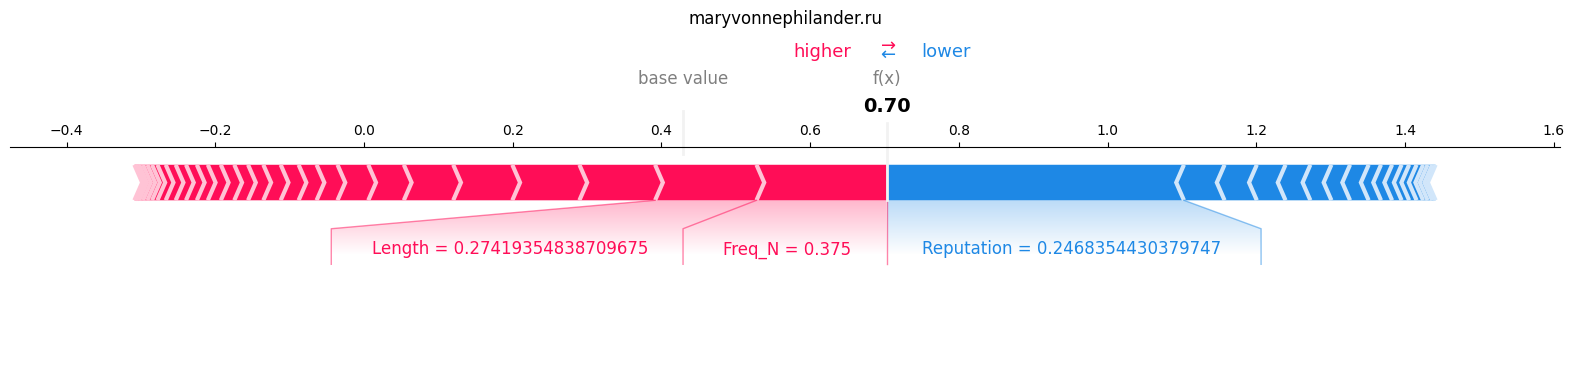 maryvonnephilander.ru
higher ⇄ lower
base value f(x)
0.70
−0.4 −0.2 0.0 0.2 0.4 0.6 0.8 1.0 1.2 1.4 1.6
Length = 0.27419354838709675 Freq_N = 0.375 Reputation = 0.2468354430379747